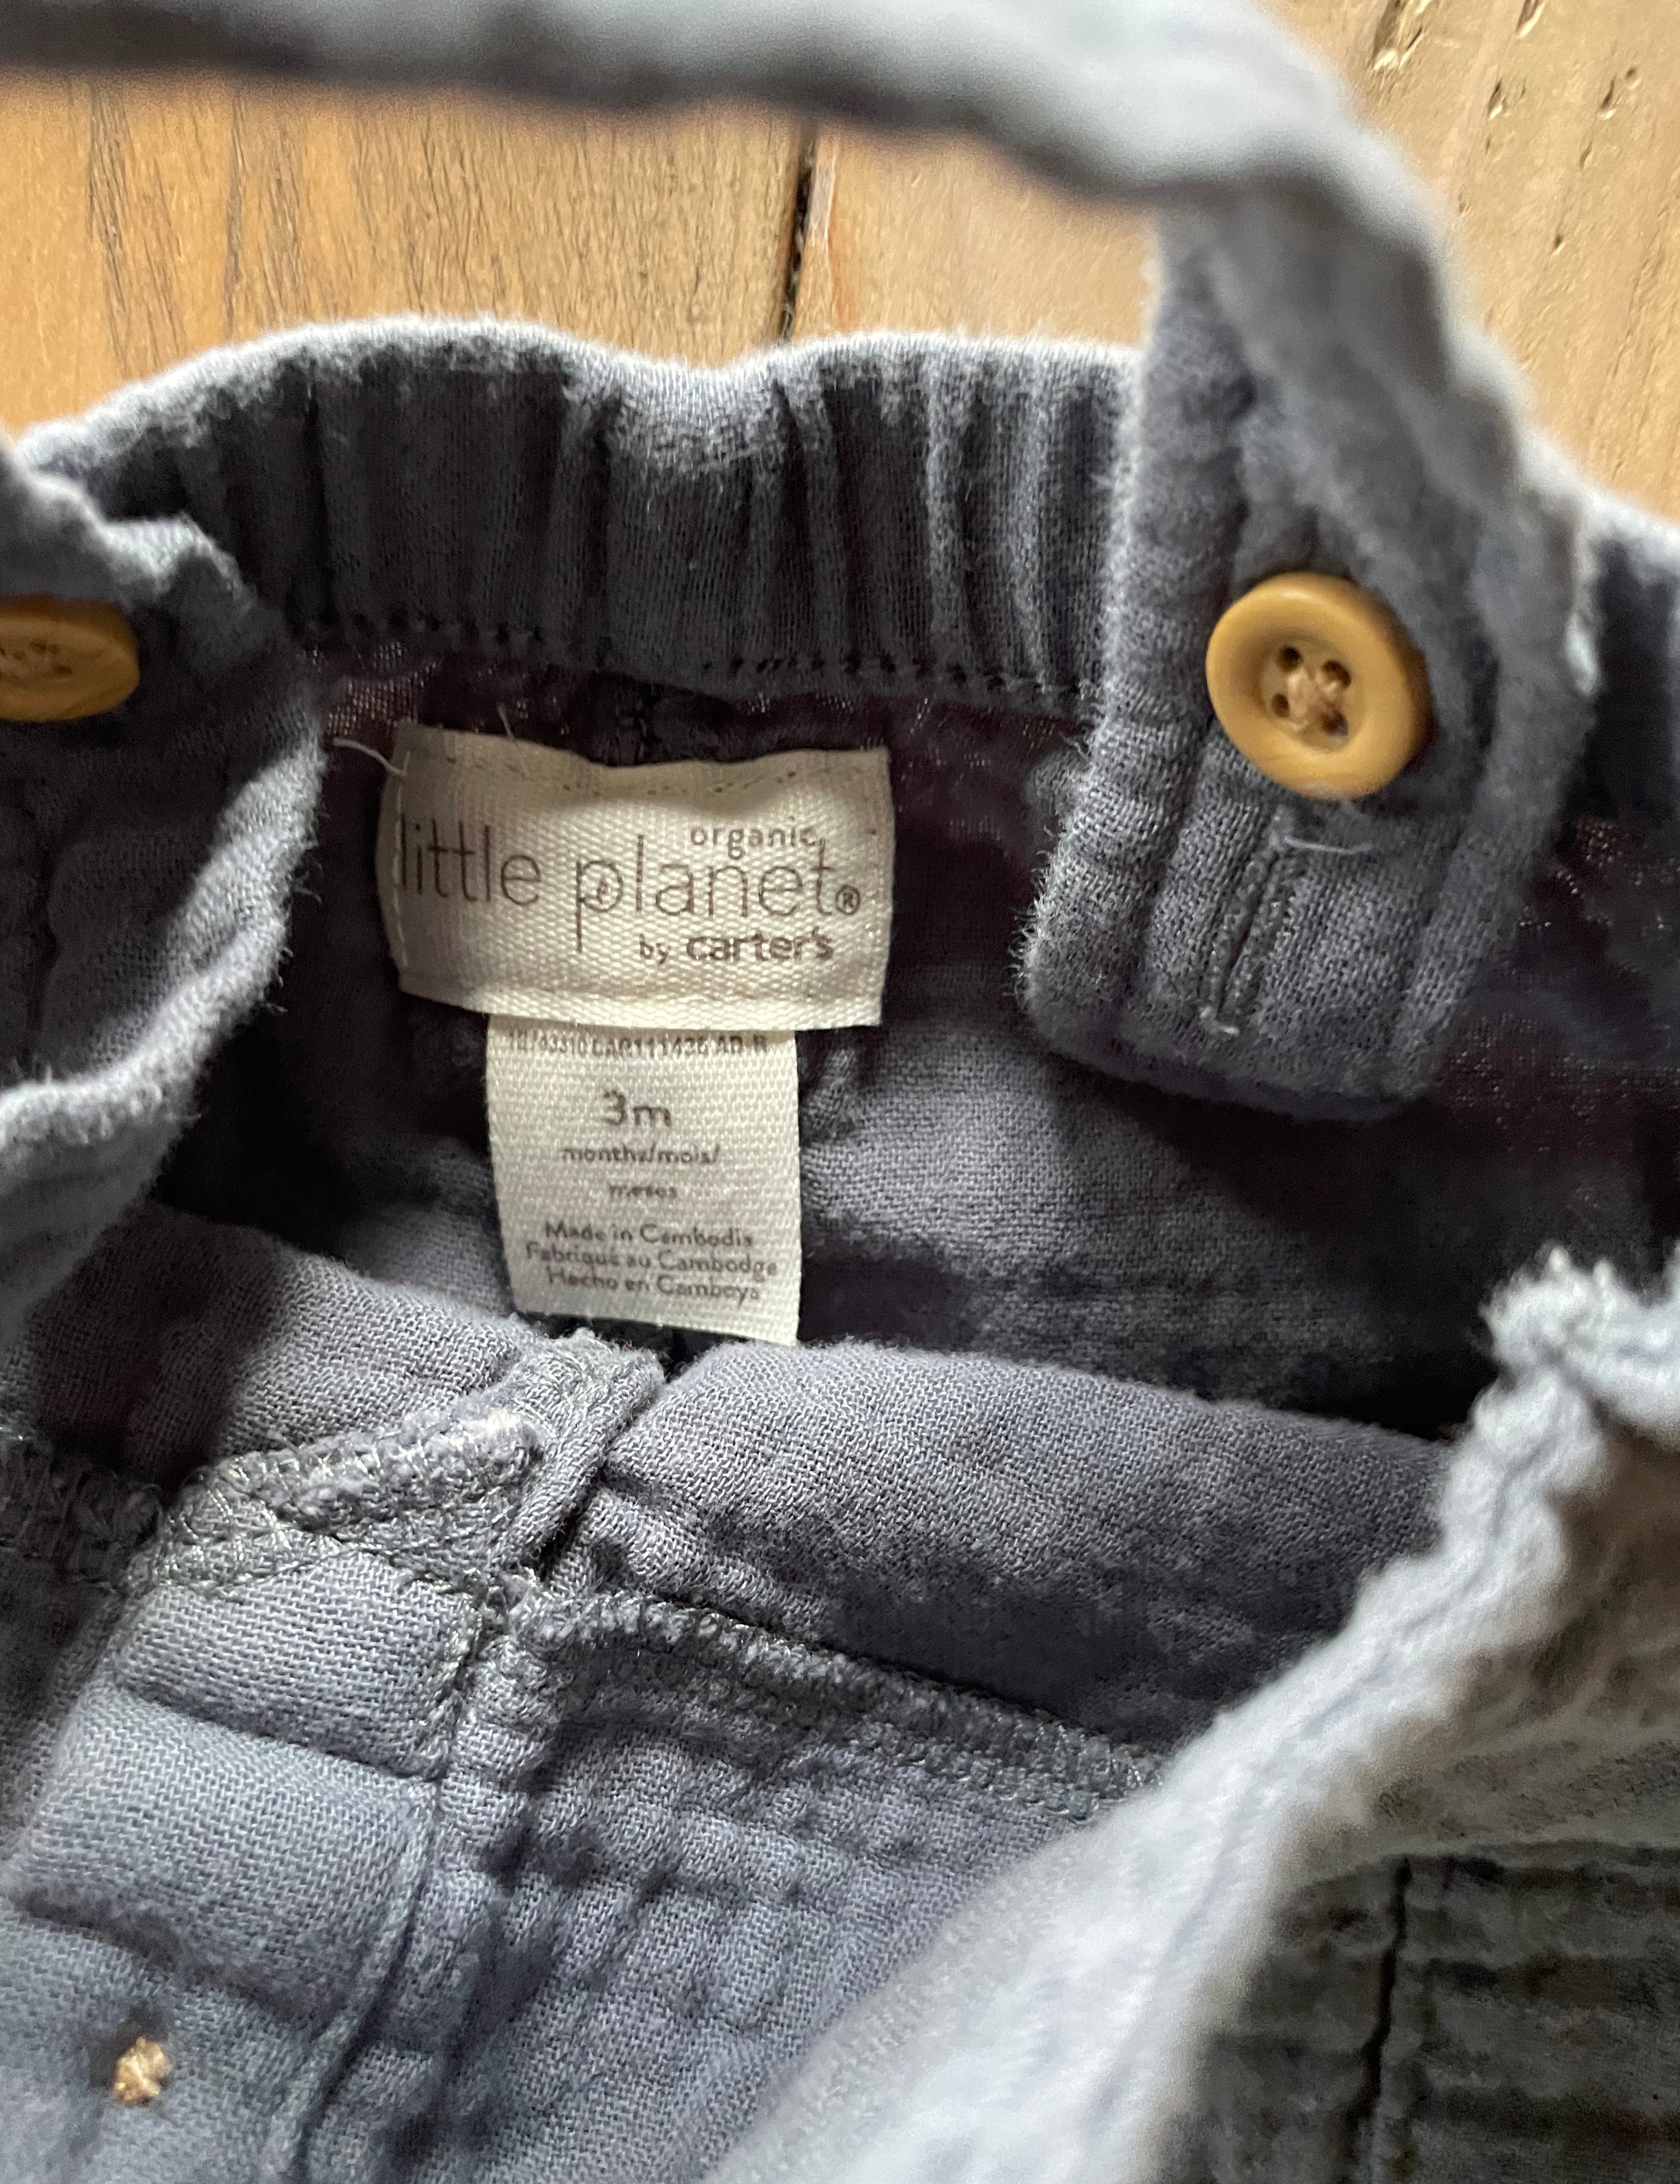 organic
little planet®
by carter's
3m
months/mois/
meses
Made in Cambodia
Fabriqué au Cambodge
Hecho en Camboya